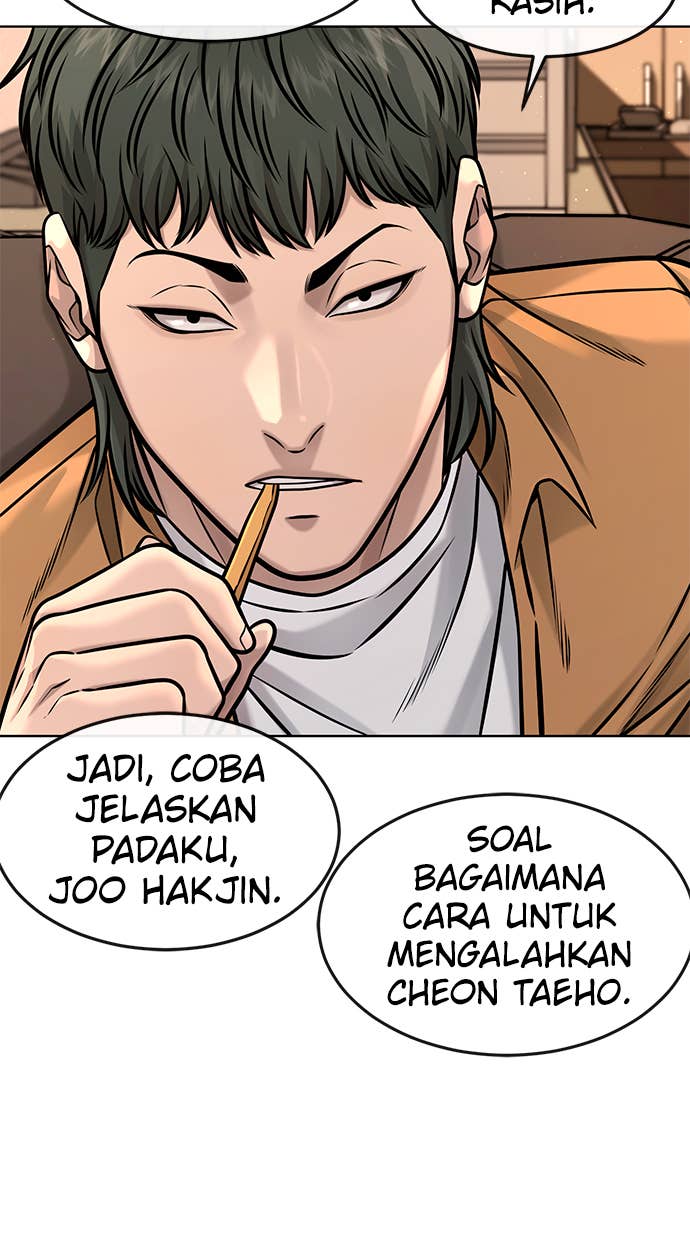 KASIH.
JADI, COBA
JELASKAN
PADAKU,
JOO HAKJIN.
SOAL
BAGAIMANA
CARA UNTUK
MENGALAHKAN
CHEON TAEHO.